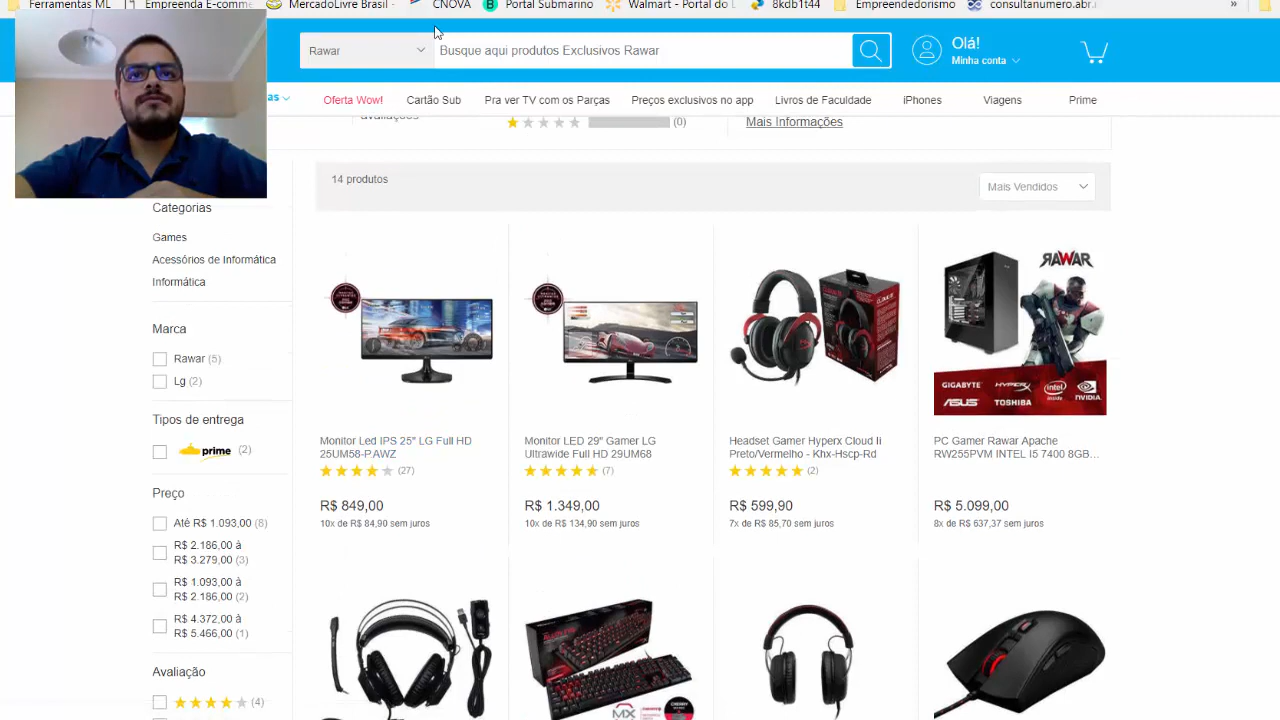 Ferramentas ML
Empreenda E-comme
MercadoLivre Brasil -
CNOVA
Portal Submarino
Walmart - Portal do L
8kdb1t44
Empreendedorismo
consultanumero.abr.i
»
Rawar
Busque aqui produtos Exclusivos Rawar
Olá!
Minha conta
as
Oferta Wow!
Cartão Sub
Pra ver TV com os Parças
Preços exclusivos no app
Livros de Faculdade
iPhones
Viagens
Prime
avaliações
(0)
Mais Informações
14 produtos
Mais Vendidos
Categorias
Games
Acessórios de Informática
Informática
Marca
Rawar (5)
Lg (2)
Tipos de entrega
prime (2)
Preço
Até R$ 1.093,00 (8)
R$ 2.186,00 à
R$ 3.279,00 (3)
R$ 1.093,00 à
R$ 2.186,00 (2)
R$ 4.372,00 à
R$ 5.466,00 (1)
Avaliação
(4)
Monitor Led IPS 25" LG Full HD
25UM58-P.AWZ
(27)
R$ 849,00
10x de R$ 84,90 sem juros
Monitor LED 29" Gamer LG
Ultrawide Full HD 29UM68
(7)
R$ 1.349,00
10x de R$ 134,90 sem juros
Headset Gamer Hyperx Cloud Ii
Preto/Vermelho - Khx-Hscp-Rd
(2)
R$ 599,90
7x de R$ 85,70 sem juros
RAWAR
GIGABYTE
HYPERX
intel
inside
NVIDIA.
ASUS
TOSHIBA
PC Gamer Rawar Apache
RW255PVM INTEL I5 7400 8GB...
R$ 5.099,00
8x de R$ 637,37 sem juros
CHERRY
MX